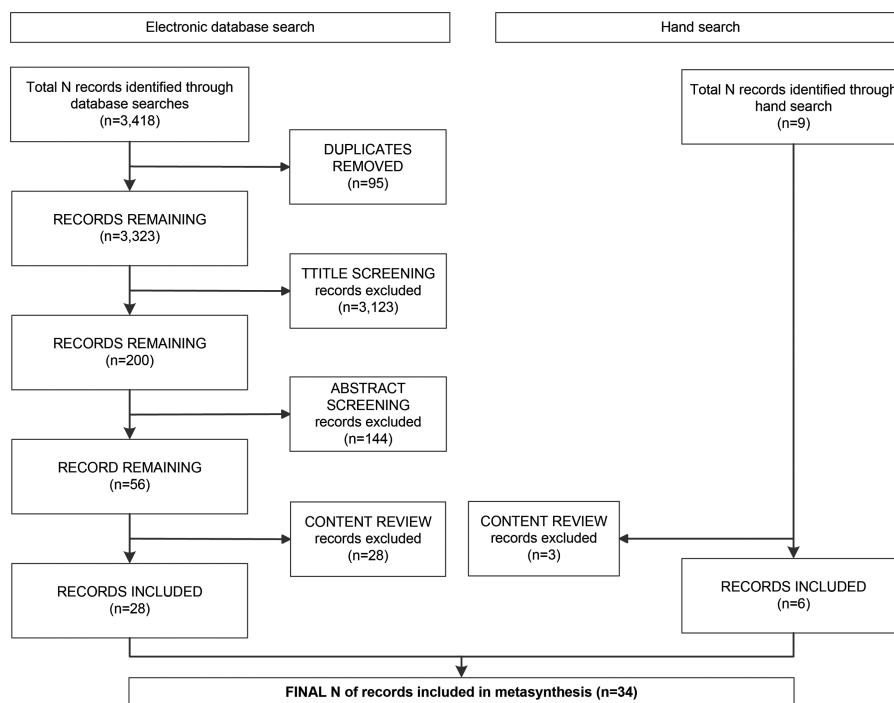 Electronic database search
Hand search
Total N records identified through
database searches
(n=3,418)
Total N records identified through
hand search
(n=9)
DUPLICATES
REMOVED
(n=95)
RECORDS REMAINING
(n=3,323)
TTITLE SCREENING
records excluded
(n=3,123)
RECORDS REMAINING
(n=200)
ABSTRACT
SCREENING
records excluded
(n=144)
RECORD REMAINING
(n=56)
CONTENT REVIEW
records excluded
(n=28)
CONTENT REVIEW
records excluded
(n=3)
RECORDS INCLUDED
(n=28)
RECORDS INCLUDED
(n=6)
FINAL N of records included in metasynthesis (n=34)